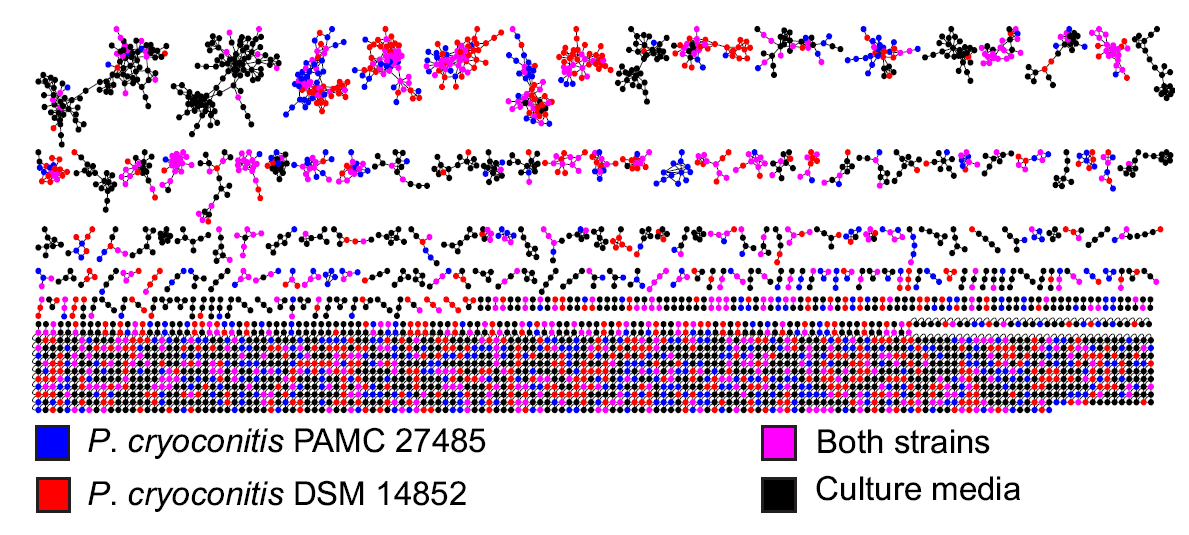 P. cryoconitis PAMC 27485
Both strains
P. cryoconitis DSM 14852
Culture media